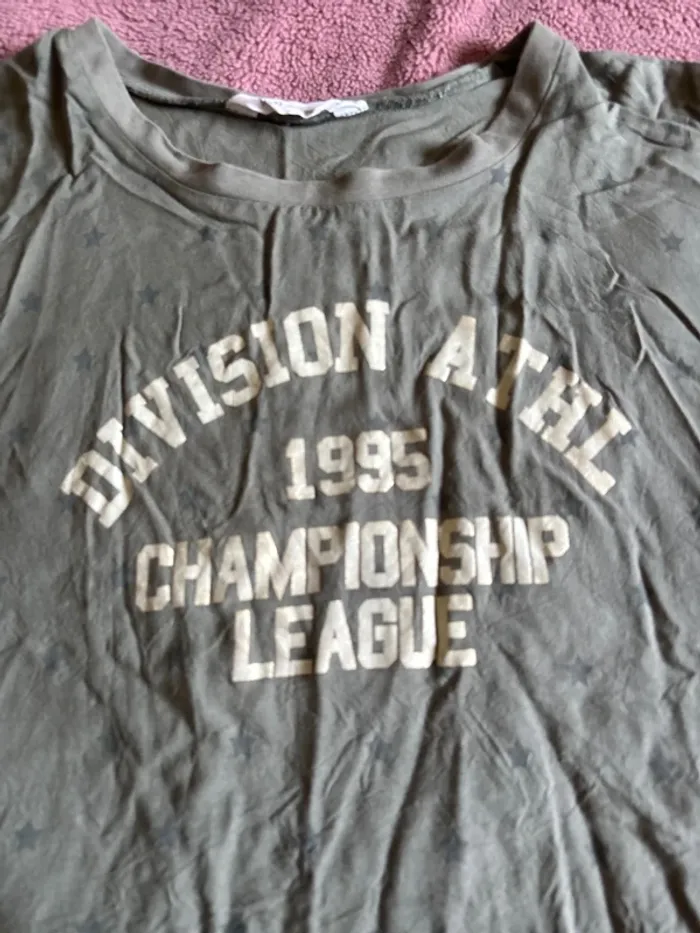 DIVISION ATHL
1995
CHAMPIONSHIP
LEAGUE